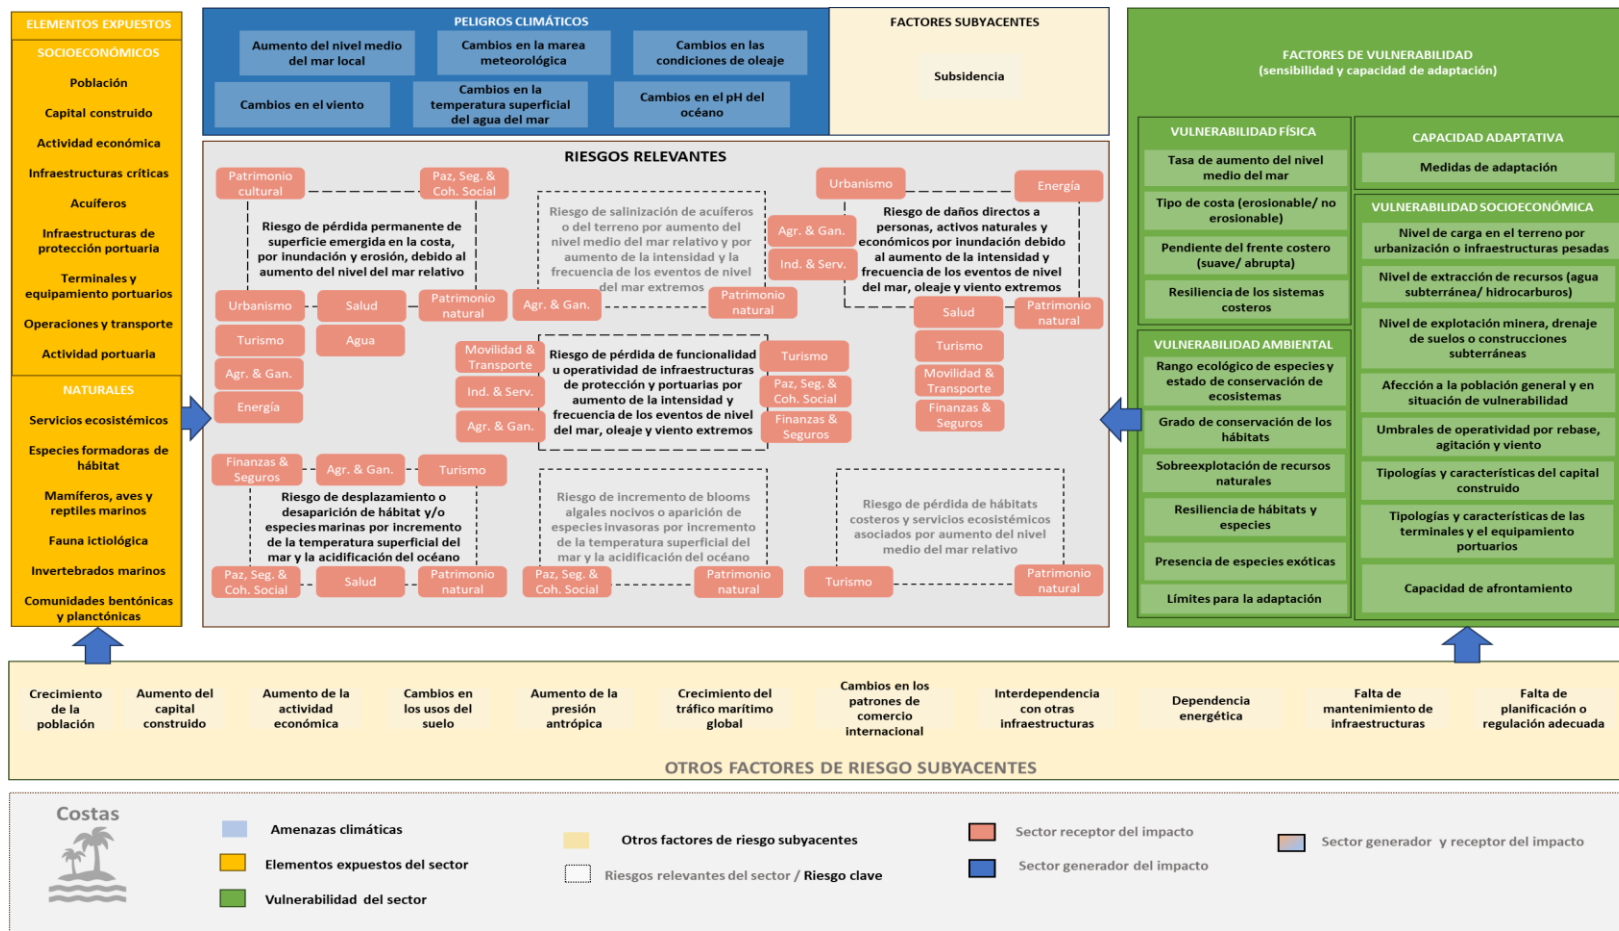 ELEMENTOS EXPUESTOS
SOCIOECONÓMICOS
Población
Capital construido
Actividad económica
Infraestructuras críticas
Acuíferos
Infraestructuras de
protección portuaria
Terminales y
equipamiento portuarios
Operaciones y transporte
Actividad portuaria
NATURALES
Servicios ecosistémicos
Especies formadoras de
hábitat
Mamíferos, aves y
reptiles marinos
Fauna ictiológica
Invertebrados marinos
Comunidades bentónicas
y planctónicas
PELIGROS CLIMÁTICOS
Aumento del nivel medio
del mar local
Cambios en la marea
meteorológica
Cambios en las
condiciones de oleaje
Cambios en el viento
Cambios en la
temperatura superficial
del agua del mar
Cambios en el pH del
océano
FACTORES SUBYACENTES
Subsidencia
RIESGOS RELEVANTES
Patrimonio
cultural
Paz, Seg. &
Coh. Social
Riesgo de pérdida permanente de
superficie emergida en la costa,
por inundación y erosión, debido al
aumento del nivel del mar relativo
Urbanismo
Salud
Patrimonio
natural
Turismo
Agua
Agr. & Gan.
Energía
Riesgo de salinización de acuíferos
o del terreno por aumento del
nivel medio del mar relativo y por
aumento de la intensidad y la
frecuencia de los eventos de nivel
del mar extremos
Agr. & Gan.
Patrimonio
natural
Urbanismo
Energía
Agr. & Gan.
Ind. & Serv.
Riesgo de daños directos a
personas, activos naturales y
económicos por inundación debido
al aumento de la intensidad y
frecuencia de los eventos de nivel
del mar, oleaje y viento extremos
Salud
Patrimonio
natural
Turismo
Movilidad &
Transporte
Finanzas &
Seguros
Movilidad &
Transporte
Ind. & Serv.
Agr. & Gan.
Riesgo de pérdida de funcionalidad
u operatividad de infraestructuras
de protección y portuarias por
aumento de la intensidad y
frecuencia de los eventos de nivel
del mar, oleaje y viento extremos
Turismo
Paz, Seg. &
Coh. Social
Finanzas &
Seguros
Finanzas &
Seguros
Agr. & Gan.
Turismo
Riesgo de desplazamiento o
desaparición de hábitat y/o
especies marinas por incremento
de la temperatura superficial del
mar y la acidificación del océano
Paz, Seg. &
Coh. Social
Salud
Patrimonio
natural
Riesgo de incremento de blooms
algales nocivos o aparición de
especies invasoras por incremento
de la temperatura superficial del
mar y la acidificación del océano
Paz, Seg. &
Coh. Social
Patrimonio
natural
Riesgo de pérdida de hábitats
costeros y servicios ecosistémicos
asociados por aumento del nivel
medio del mar relativo
Turismo
Patrimonio
natural
FACTORES DE VULNERABILIDAD
(sensibilidad y capacidad de adaptación)
VULNERABILIDAD FÍSICA
Tasa de aumento del nivel
medio del mar
Tipo de costa (erosionable/ no
erosionable)
Pendiente del frente costero
(suave/ abrupta)
Resiliencia de los sistemas
costeros
VULNERABILIDAD AMBIENTAL
Rango ecológico de especies y
estado de conservación de
ecosistemas
Grado de conservación de los
hábitats
Sobreexplotación de recursos
naturales
Resiliencia de hábitats y
especies
Presencia de especies exóticas
Límites para la adaptación
CAPACIDAD ADAPTATIVA
Medidas de adaptación
VULNERABILIDAD SOCIOECONÓMICA
Nivel de carga en el terreno por
urbanización o infraestructuras pesadas
Nivel de extracción de recursos (agua
subterránea/ hidrocarburos)
Nivel de explotación minera, drenaje
de suelos o construcciones
subterráneas
Afección a la población general y en
situación de vulnerabilidad
Umbrales de operatividad por rebase,
agitación y viento
Tipologías y características del capital
construido
Tipologías y características de las
terminales y el equipamiento
portuarios
Capacidad de afrontamiento
Crecimiento
de la
población
Aumento del
capital
construido
Aumento de la
actividad
económica
Cambios en
los usos del
suelo
Aumento de la
presión
antrópica
Crecimiento del
tráfico marítimo
global
Cambios en los
patrones de
comercio
internacional
Interdependencia
con otras
infraestructuras
Dependencia
energética
Falta de
mantenimiento de
infraestructuras
Falta de
planificación o
regulación adecuada
OTROS FACTORES DE RIESGO SUBYACENTES
Costas
Amenazas climáticas
Elementos expuestos del sector
Vulnerabilidad del sector
Otros factores de riesgo subyacentes
Riesgos relevantes del sector / Riesgo clave
Sector receptor del impacto
Sector generador del impacto
Sector generador y receptor del impacto